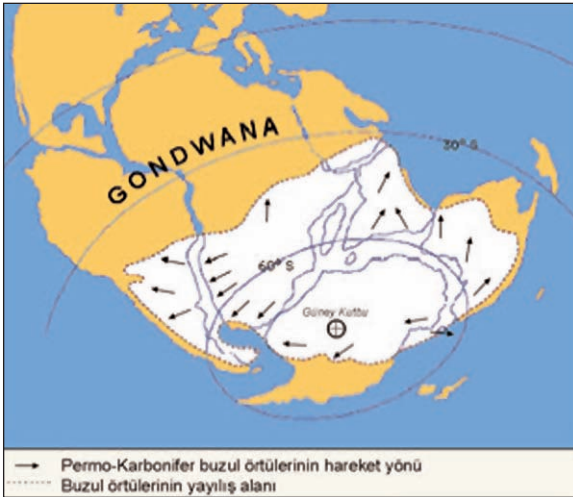 GONDWANA
30° S
60° S
Güney Kutbu
Permo-Karbonifer buzul örtülerinin hareket yönü
Buzul örtülerinin yayılış alanı